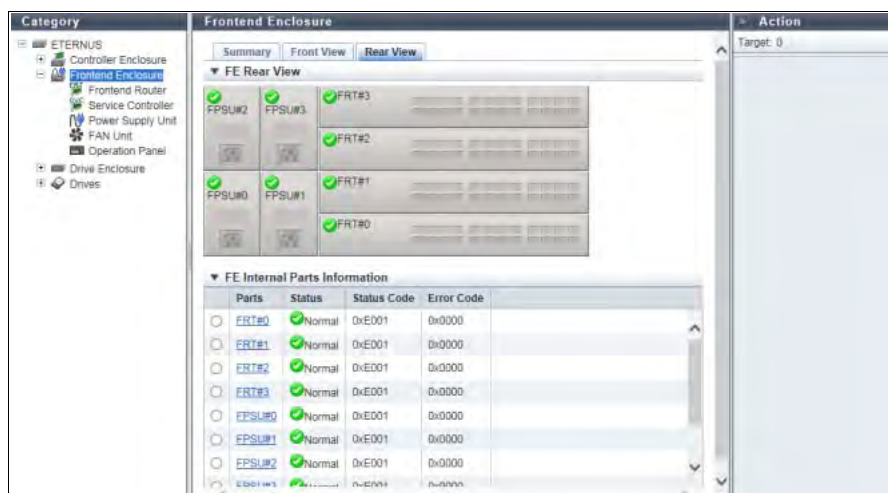 Category
ETERNUS
Controller Enclosure
Frontend Enclosure
Frontend Router
Service Controller
Power Supply Unit
FAN Unit
Operation Panel
Drive Enclosure
Drives
Frontend Enclosure
Summary Front View Rear View
FE Rear View
FPSU#2 FPSU#3 FRT#3
FRT#2
FPSU#0 FPSU#1 FRT#1
FRT#0
FE Internal Parts Information
Parts Status Status Code Error Code
FRT#0 Normal 0xE001 0x0000
FRT#1 Normal 0xE001 0x0000
FRT#2 Normal 0xE001 0x0000
FRT#3 Normal 0xE001 0x0000
FPSU#0 Normal 0xE001 0x0000
FPSU#1 Normal 0xE001 0x0000
FPSU#2 Normal 0xE001 0x0000
FPSU#3 0xE001 0x0000
Action
Target: 0